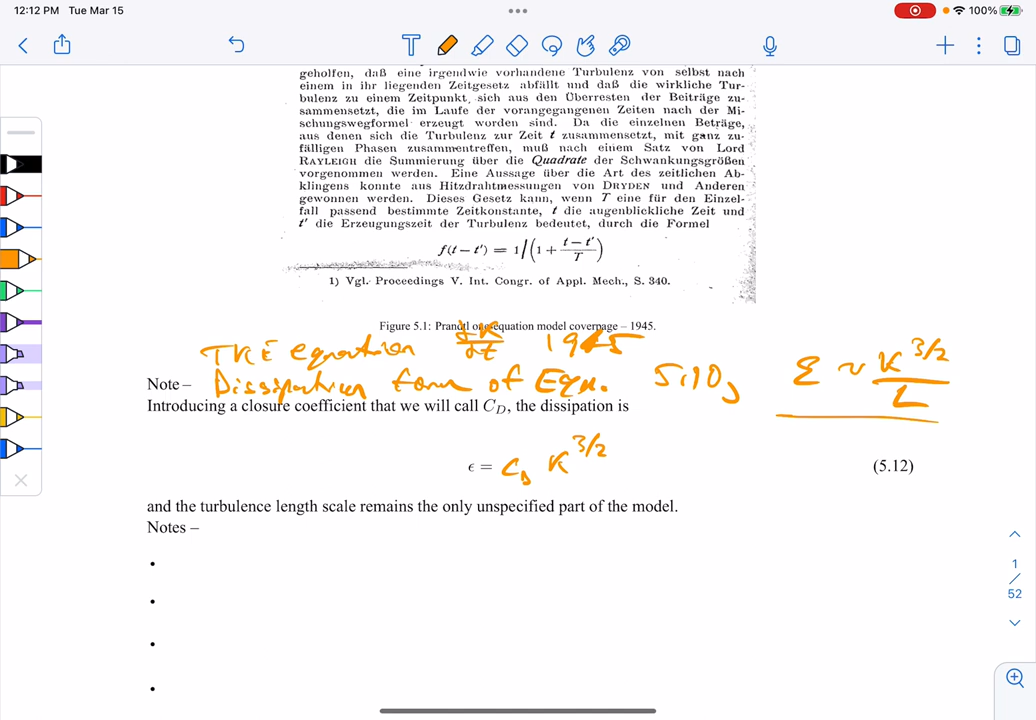 12:12 PM Tue Mar 15
100%
geholfen, daß eine irgendwie vorhandene Turbulenz von selbst nach
einem in ihr liegenden Zeitgesetz abfällt und daß die wirkliche Tur-
bulenz zu einem Zeitpunkt sich aus den Überresten der Beiträge zu-
sammensetzt, die im Laufe der vorangegangenen Zeiten nach der Mi-
schungswegformel erzeugt worden sind. Da die einzelnen Beträge,
aus denen sich die Turbulenz zur Zeit t zusammensetzt, mit ganz zu-
fälligen Phasen zusammentreffen, muß nach einem Satz von Lord
RAYLEIGH die Summierung über die Quadrate der Schwankungsgrößen
vorgenommen werden. Eine Aussage über die Art des zeitlichen Ab-
klingens konnte aus Hitzdrahtmessungen von DRYDEN und Anderen
gewonnen werden. Dieses Gesetz kann, wenn T eine für den Einzel-
fall passend bestimmte Zeitkonstante, t die augenblickliche Zeit und
t' die Erzeugungszeit der Turbulenz bedeutet, durch die Formel
f(t – t') = 1/(1 + (t – t')/T)
1) Vgl. Proceedings V. Int. Congr. of Appl. Mech., S. 340.
Figure 5.1: Prandtl one-equation model coverpage – 1945.
TKE equation dK/dt 1945
Note – Dissipation form of Equ. 5.10, ε ~ K^3/2 / L
Introducing a closure coefficient that we will call C_D, the dissipation is
ϵ = C_D K^3/2 (5.12)
and the turbulence length scale remains the only unspecified part of the model.
Notes –
•
•
•
•
1
/
52